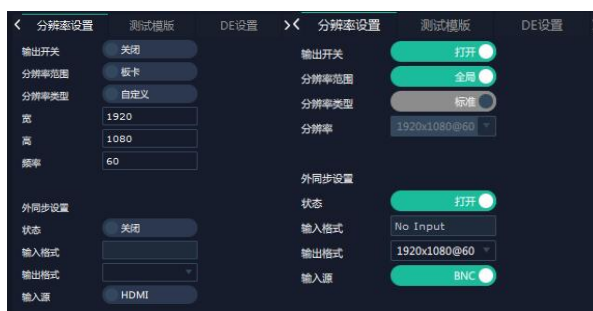 分辨率设置 测试模版 DE设置
输出开关 关闭
分辨率范围 板卡
分辨率类型 自定义
宽 1920
高 1080
频率 60
外同步设置
状态 关闭
输入格式
输出格式
输入源 HDMI
分辨率设置 测试模版 DE设置
输出开关 打开
分辨率范围 全局
分辨率类型 标准
分辨率 1920x1080@60
外同步设置
状态 打开
输入格式 No Input
输出格式 1920x1080@60
输入源 BNC